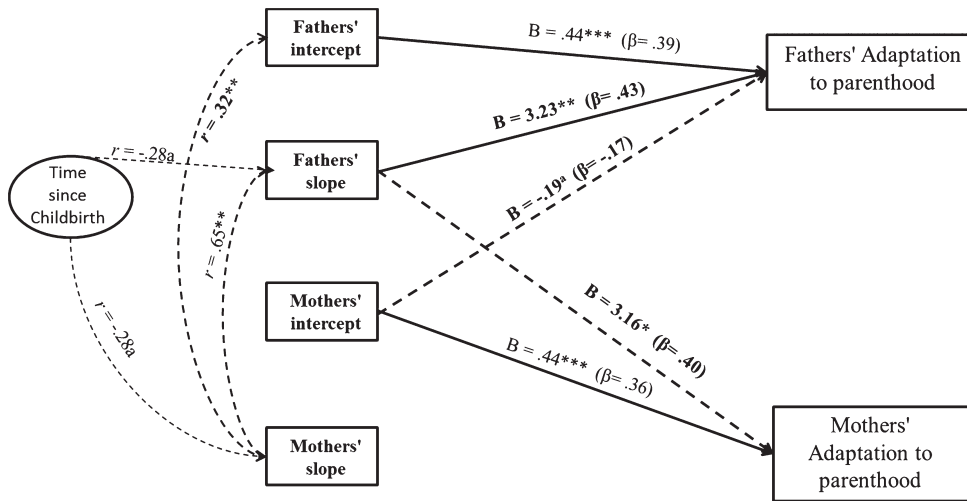 Fathers'
intercept
B = .44*** (β= .39)
Fathers' Adaptation
to parenthood
r = .32**
B = 3.23** (β= .43)
r = -.28a
Fathers'
slope
Time
since
Childbirth
B = -.19ª (β= -.17)
r = .65**
Mothers'
intercept
B = 3.16* (β= .40)
r = -.28a
B = .44*** (β= .36)
Mothers'
slope
Mothers'
Adaptation to
parenthood